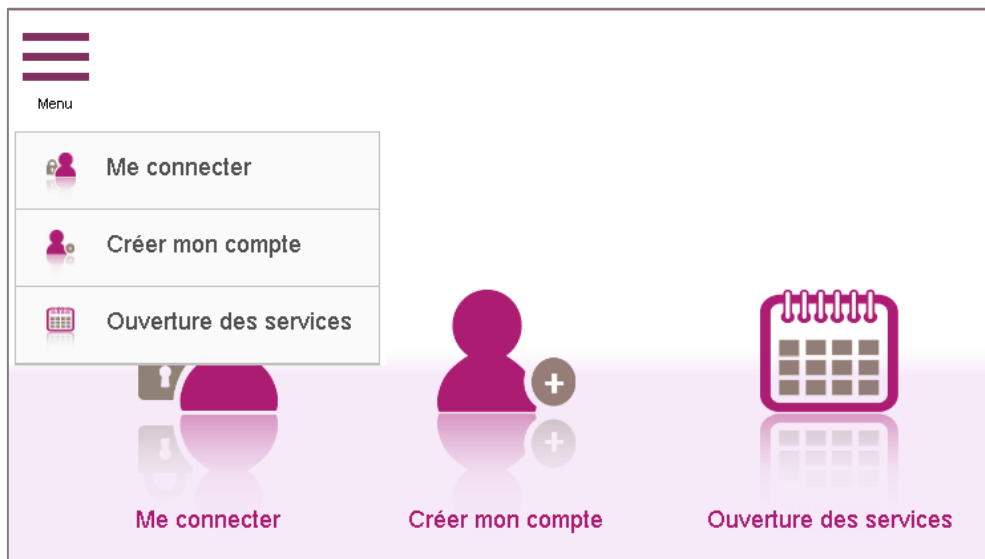 Menu
Me connecter
Créer mon compte
Ouverture des services
Me connecter
Créer mon compte
Ouverture des services